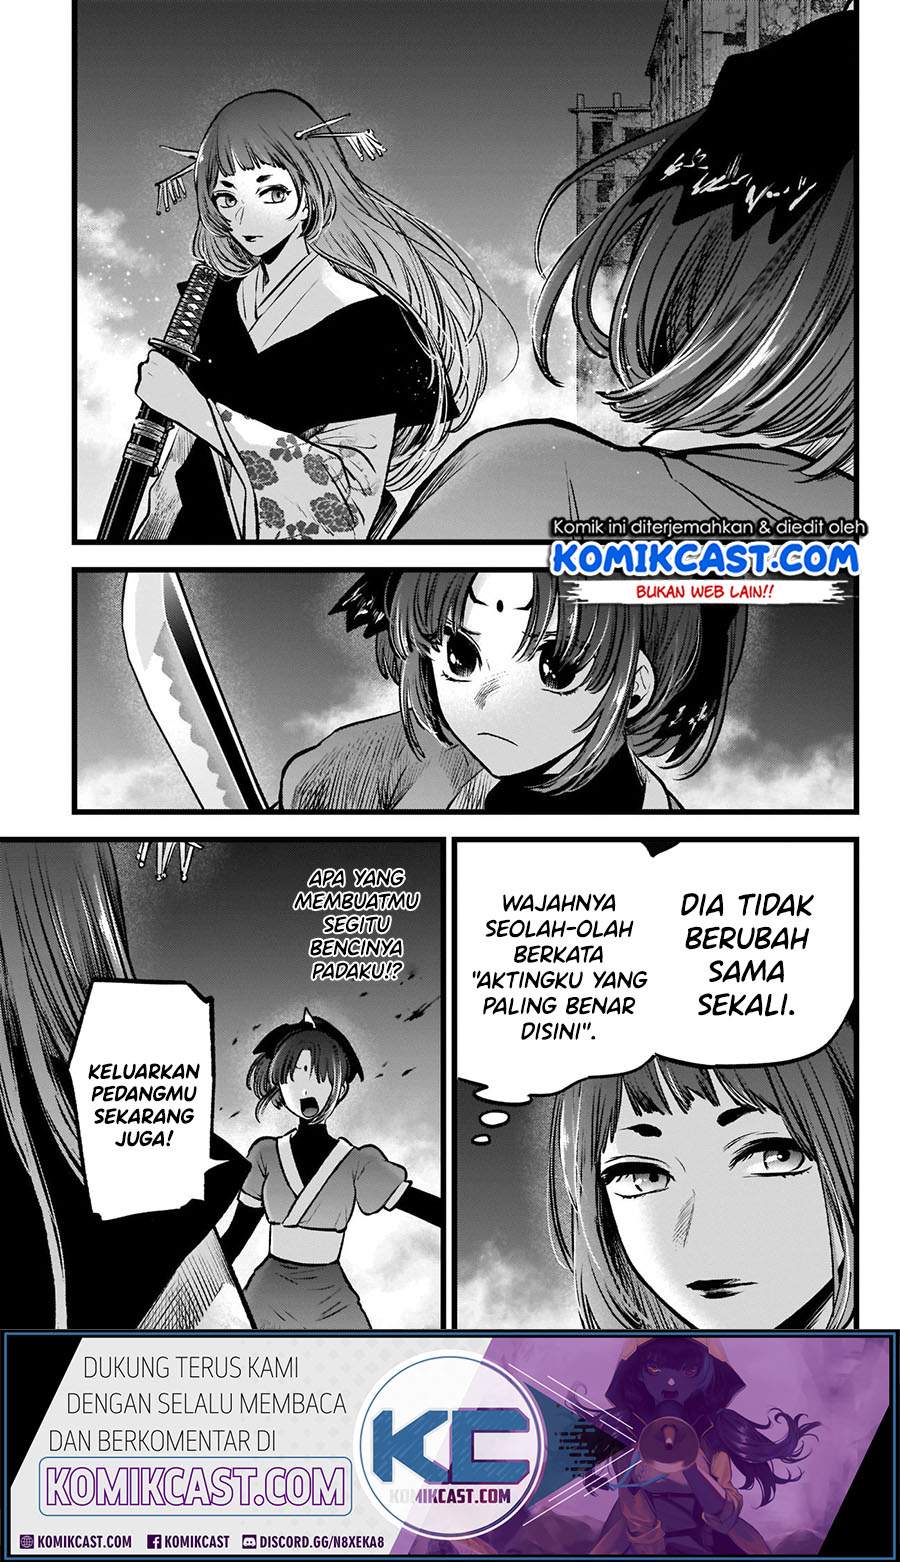 Komik ini diterjemahkan & diedit oleh
KOMIKCAST.COM
BUKAN WEB LAIN!!
DIA TIDAK
BERUBAH
SAMA
SEKALI.
WAJAHNYA
SEOLAH-OLAH
BERKATA
"AKTINGKU YANG
PALING BENAR
DISINI".
APA YANG
MEMBUATMU
SEGITU
BENCINYA
PADAKU!?
KELUARKAN
PEDANGMU
SEKARANG
JUGA!
DUKUNG TERUS KAMI
DENGAN SELALU MEMBACA
DAN BERKOMENTAR DI
KOMIKCAST.COM
KOMIKCAST.COM
KOMIKCAST
DISCORD.GG/N8XEKA8
KC
KOMIKCAST.COM